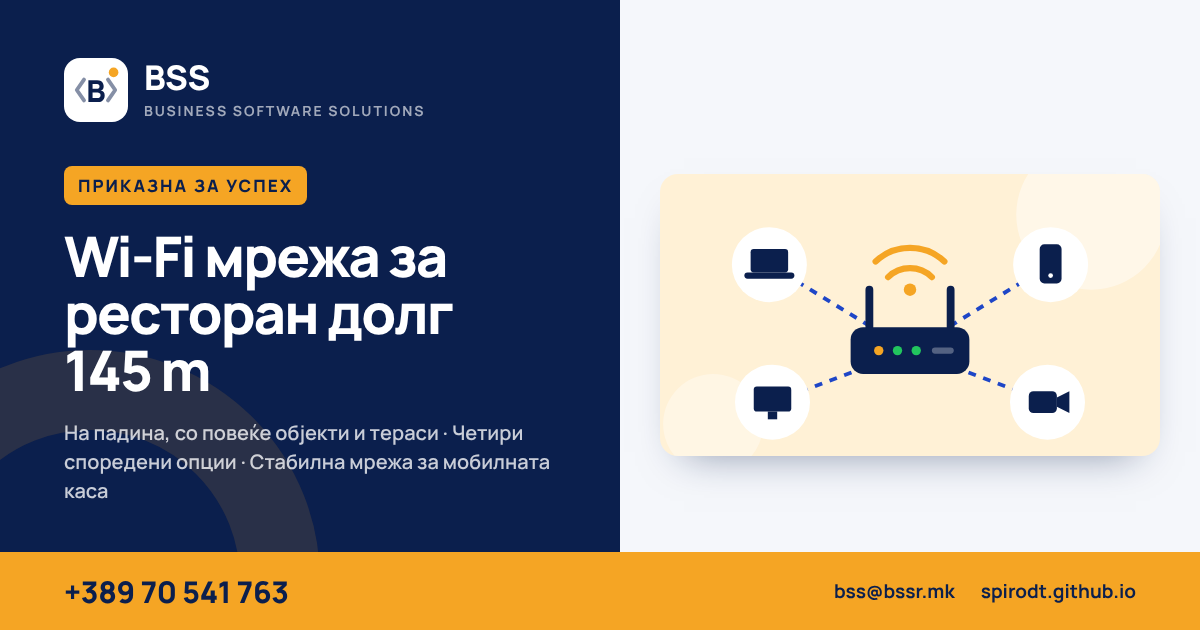 B
BSS
BUSINESS SOFTWARE SOLUTIONS
ПРИКАЗНА ЗА УСПЕХ
Wi-Fi мрежа за
ресторан долг
145 m
На падина, со повеќе објекти и тераси · Четири
споредени опции · Стабилна мрежа за мобилната
каса
+389 70 541 763
bss@bssr.mk spirodt.github.io